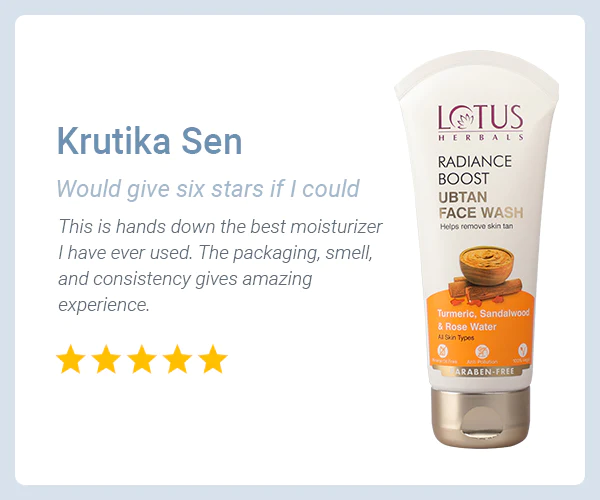 Krutika Sen
Would give six stars if I could
This is hands down the best moisturizer
I have ever used. The packaging, smell,
and consistency gives amazing
experience.
LOTUS
HERBALS
RADIANCE
BOOST
UBTAN
FACE WASH
Helps remove skin tan
Turmeric, Sandalwood
& Rose Water
All Skin Types
ARABEN-FREE